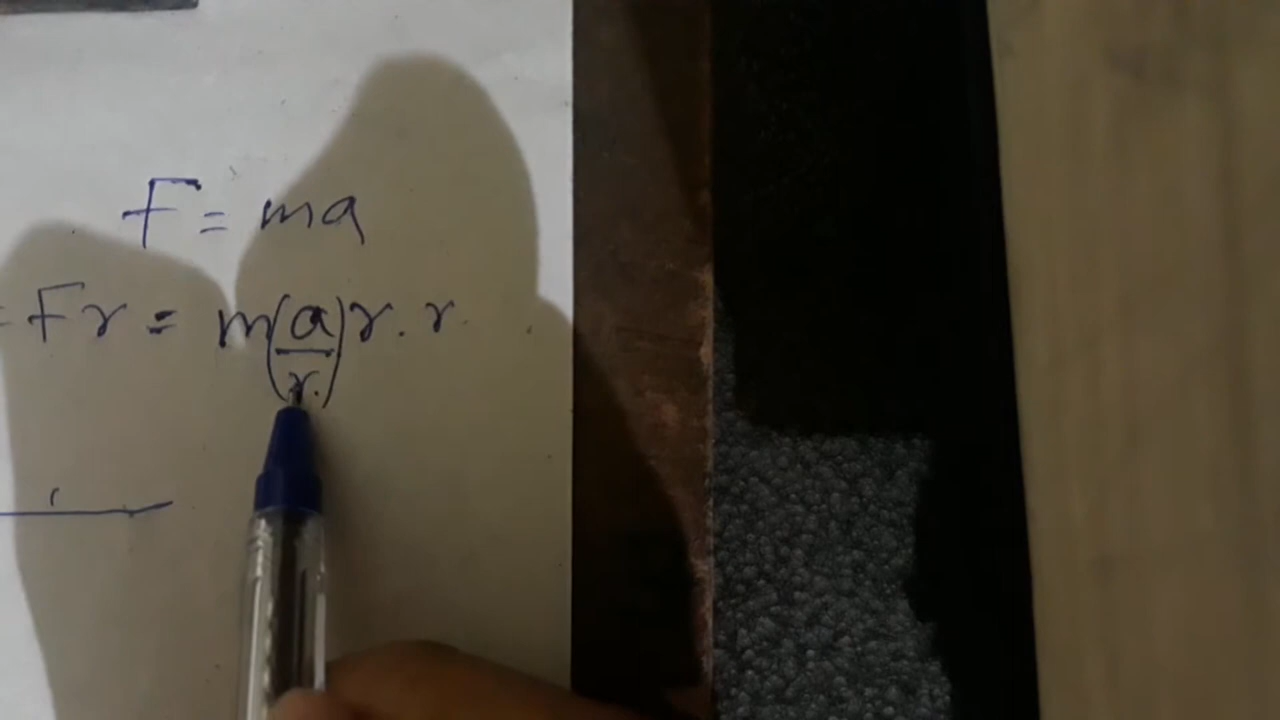 F = ma
= Fr = m(a/r)r.r